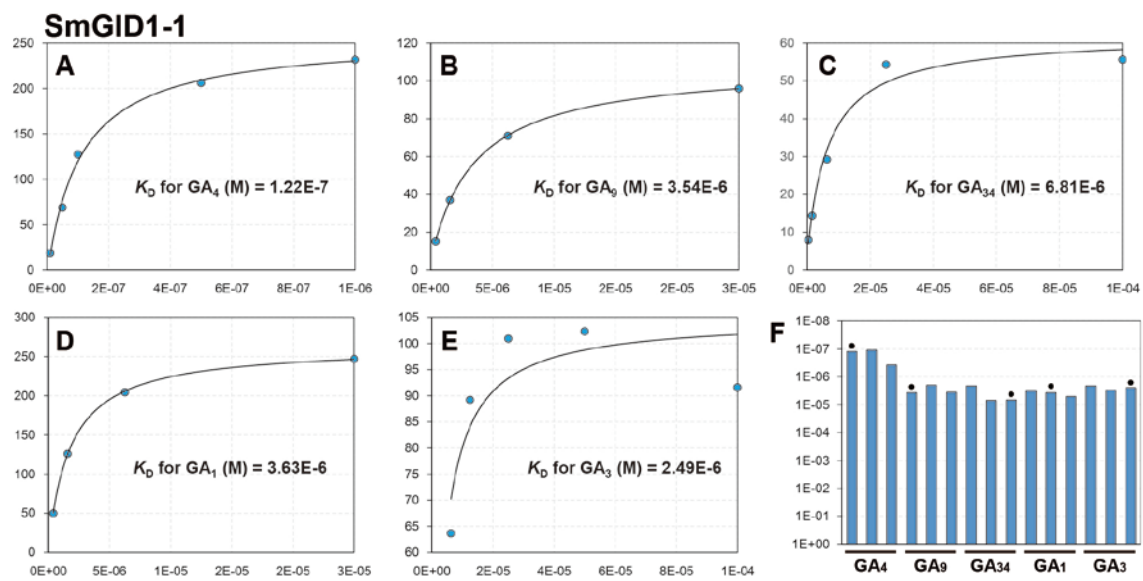 SmGID1-1
A
250
200
150
100
50
0
K_D for GA4 (M) = 1.22E-7
0E+00 2E-07 4E-07 6E-07 8E-07 1E-06
B
120
100
80
60
40
20
0
K_D for GA9 (M) = 3.54E-6
0E+00 5E-06 1E-05 2E-05 2E-05 3E-05
C
60
50
40
30
20
10
0
K_D for GA34 (M) = 6.81E-6
0E+00 2E-05 4E-05 6E-05 8E-05 1E-04
D
300
250
200
150
100
50
0
K_D for GA1 (M) = 3.63E-6
0E+00 5E-06 1E-05 2E-05 2E-05 3E-05
E
105
100
95
90
85
80
75
70
65
60
K_D for GA3 (M) = 2.49E-6
0E+00 2E-05 4E-05 6E-05 8E-05 1E-04
F
1E-08
1E-07
1E-06
1E-05
1E-04
1E-03
1E-02
1E-01
1E+00
GA4 GA9 GA34 GA1 GA3